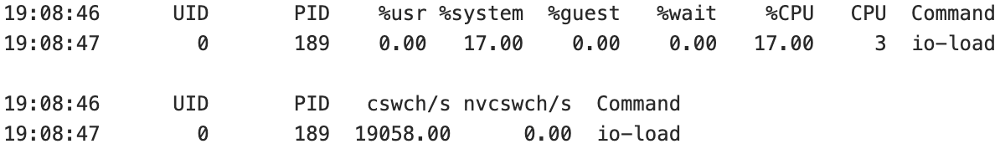 19:08:46      UID       PID    %usr %system  %guest   %wait    %CPU   CPU  Command
19:08:47        0       189    0.00   17.00    0.00    0.00   17.00     3  io-load
19:08:46      UID       PID   cswch/s nvcswch/s  Command
19:08:47        0       189  19058.00      0.00  io-load